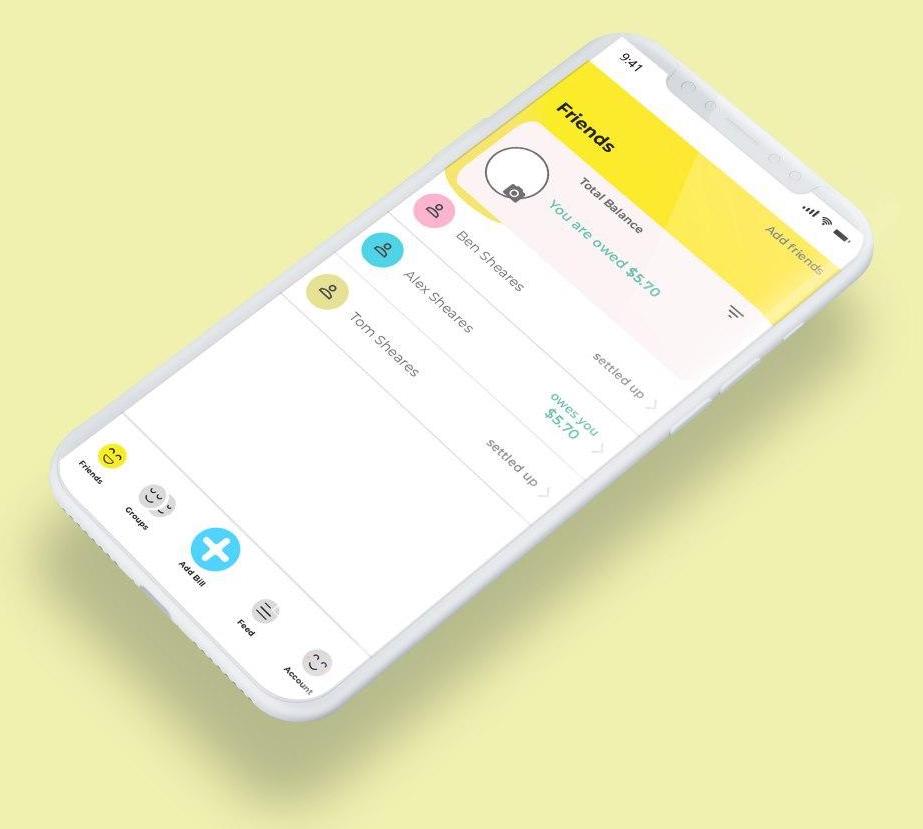 9:41
Friends
Add friends
Total Balance
You are owed $5.70
Ben Sheares
settled up
Alex Sheares
owes you
$5.70
Tom Sheares
settled up
Friends
Groups
Add Bill
Feed
Account